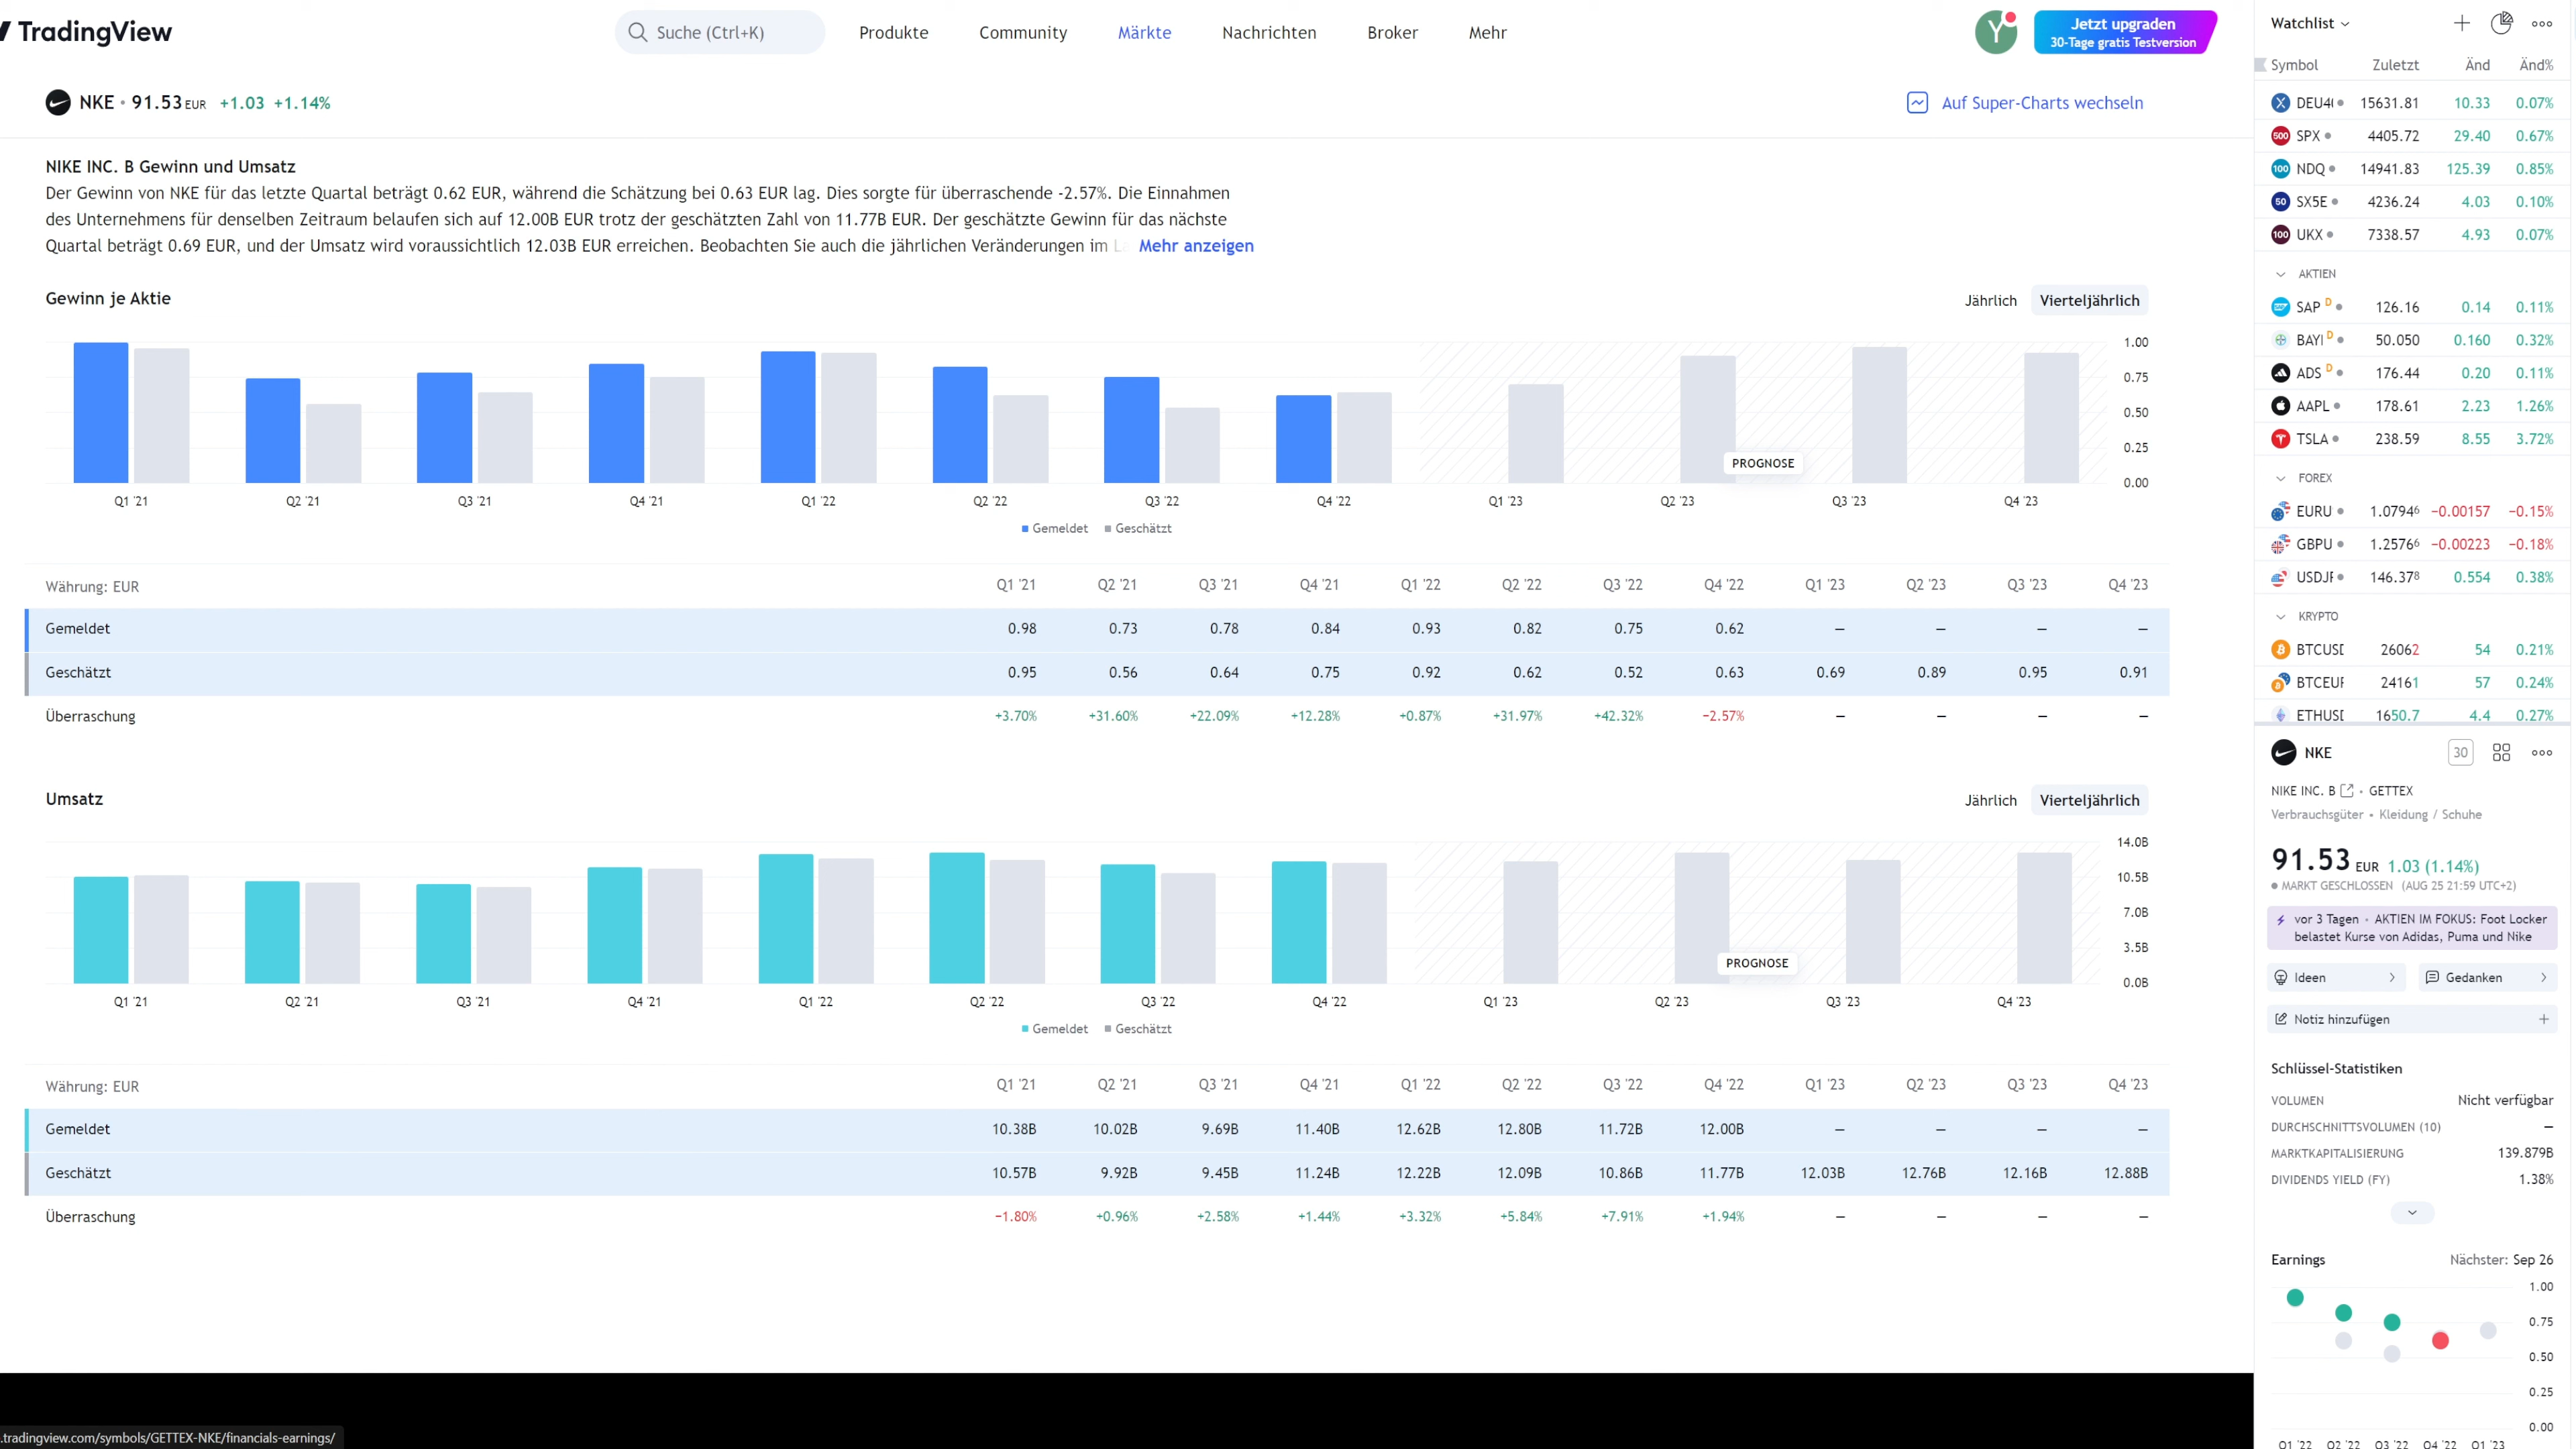 TradingView
Suche (Ctrl+K)
Produkte
Community
Märkte
Nachrichten
Broker
Mehr
Y
Jetzt upgraden
30-Tage gratis Testversion
NKE • 91.53 EUR +1.03 +1.14%
Auf Super-Charts wechseln
NIKE INC. B Gewinn und Umsatz
Der Gewinn von NKE für das letzte Quartal beträgt 0.62 EUR, während die Schätzung bei 0.63 EUR lag. Dies sorgte für überraschende -2.57%. Die Einnahmen
des Unternehmens für denselben Zeitraum belaufen sich auf 12.00B EUR trotz der geschätzten Zahl von 11.77B EUR. Der geschätzte Gewinn für das nächste
Quartal beträgt 0.69 EUR, und der Umsatz wird voraussichtlich 12.03B EUR erreichen. Beobachten Sie auch die jährlichen Veränderungen im Mehr anzeigen
Gewinn je Aktie
Jährlich Vierteljährlich
1.00
0.75
0.50
0.25
0.00
PROGNOSE
Q1 '21 Q2 '21 Q3 '21 Q4 '21 Q1 '22 Q2 '22 Q3 '22 Q4 '22 Q1 '23 Q2 '23 Q3 '23 Q4 '23
Gemeldet Geschätzt
Währung: EUR Q1 '21 Q2 '21 Q3 '21 Q4 '21 Q1 '22 Q2 '22 Q3 '22 Q4 '22 Q1 '23 Q2 '23 Q3 '23 Q4 '23
Gemeldet 0.98 0.73 0.78 0.84 0.93 0.82 0.75 0.62 — — — —
Geschätzt 0.95 0.56 0.64 0.75 0.92 0.62 0.52 0.63 0.69 0.89 0.95 0.91
Überraschung +3.70% +31.60% +22.09% +12.28% +0.87% +31.97% +42.32% −2.57% — — — —
Umsatz
Jährlich Vierteljährlich
14.0B
10.5B
7.0B
3.5B
0.0B
PROGNOSE
Q1 '21 Q2 '21 Q3 '21 Q4 '21 Q1 '22 Q2 '22 Q3 '22 Q4 '22 Q1 '23 Q2 '23 Q3 '23 Q4 '23
Gemeldet Geschätzt
Währung: EUR Q1 '21 Q2 '21 Q3 '21 Q4 '21 Q1 '22 Q2 '22 Q3 '22 Q4 '22 Q1 '23 Q2 '23 Q3 '23 Q4 '23
Gemeldet 10.38B 10.02B 9.69B 11.40B 12.62B 12.80B 11.72B 12.00B — — — —
Geschätzt 10.57B 9.92B 9.45B 11.24B 12.22B 12.09B 10.86B 11.77B 12.03B 12.76B 12.16B 12.88B
Überraschung −1.80% +0.96% +2.58% +1.44% +3.32% +5.84% +7.91% +1.94% — — — —
.tradingview.com/symbols/GETTEX-NKE/financials-earnings/
Watchlist
Symbol Zuletzt Änd Änd%
DEU4 15631.81 10.33 0.07%
500 SPX 4405.72 29.40 0.67%
100 NDQ 14941.83 125.39 0.85%
50 SX5E 4236.24 4.03 0.10%
100 UKX 7338.57 4.93 0.07%
AKTIEN
SAP D 126.16 0.14 0.11%
BAY D 50.050 0.160 0.32%
ADS D 176.44 0.20 0.11%
AAPL 178.61 2.23 1.26%
TSLA 238.59 8.55 3.72%
FOREX
EURU 1.07946 −0.00157 −0.15%
GBPU 1.25766 −0.00223 −0.18%
USDJ 146.378 0.554 0.38%
KRYPTO
BTCUS 26062 54 0.21%
BTCEU 24161 57 0.24%
ETHUS 1650.7 4.4 0.27%
NKE
30
NIKE INC. B • GETTEX
Verbrauchsgüter • Kleidung / Schuhe
91.53 EUR 1.03 (1.14%)
MARKT GESCHLOSSEN (AUG 25 21:59 UTC+2)
vor 3 Tagen • AKTIEN IM FOKUS: Foot Locker
belastet Kurse von Adidas, Puma und Nike
Ideen
Gedanken
Notiz hinzufügen
Schlüssel-Statistiken
VOLUMEN Nicht verfügbar
DURCHSCHNITTSVOLUMEN (10) —
MARKTKAPITALISIERUNG 139.879B
DIVIDENDS YIELD (FY) 1.38%
Earnings Nächster: Sep 26
1.00
0.75
0.50
0.25
0.00
Q1 '22 Q2 '22 Q3 '22 Q4 '22 Q1 '23